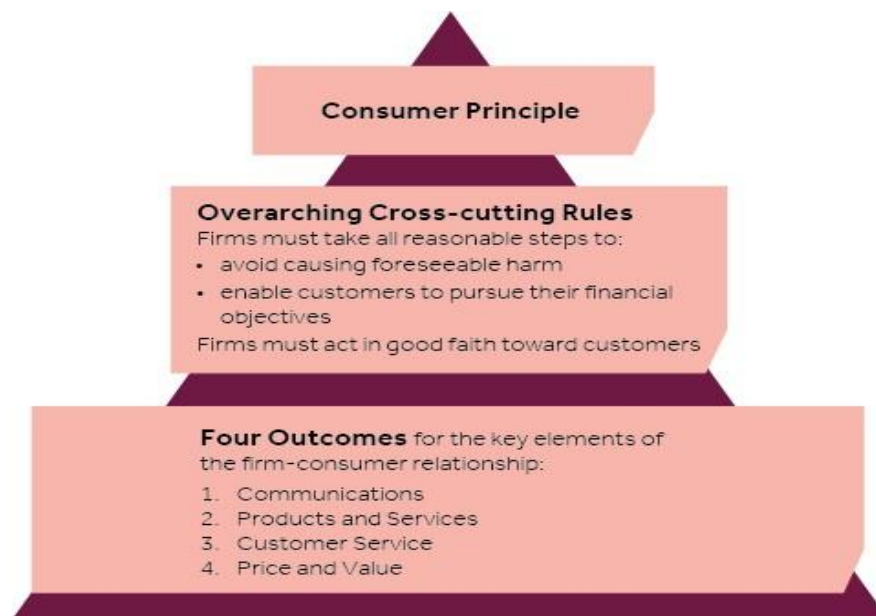 Consumer Principle
Overarching Cross-cutting Rules
Firms must take all reasonable steps to:
• avoid causing foreseeable harm
• enable customers to pursue their financial
objectives
Firms must act in good faith toward customers
Four Outcomes for the key elements of
the firm-consumer relationship:
1. Communications
2. Products and Services
3. Customer Service
4. Price and Value